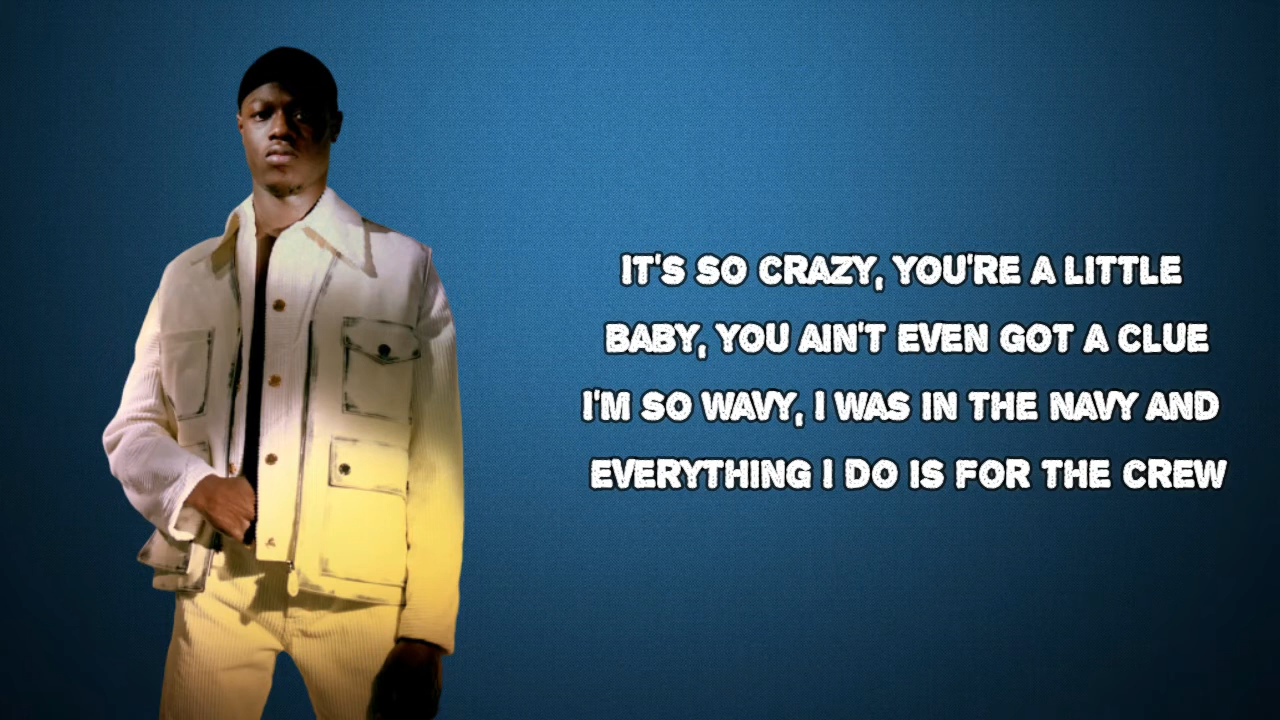 IT'S SO CRAZY, YOU'RE A LITTLE
BABY, YOU AIN'T EVEN GOT A CLUE
I'M SO WAVY, I WAS IN THE NAVY AND
EVERYTHING I DO IS FOR THE CREW